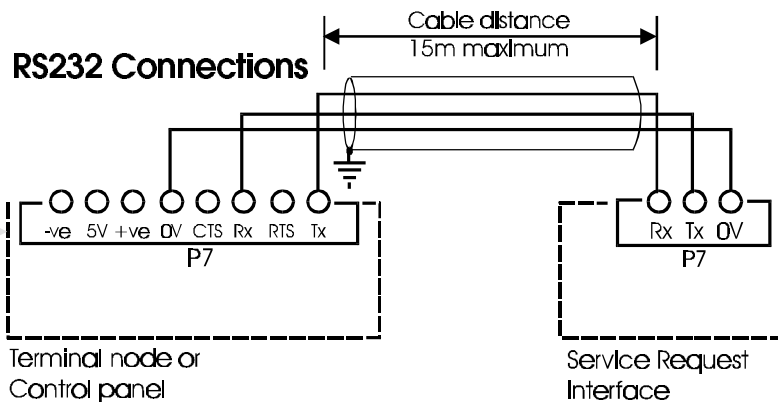 Cable distance
15m maximum
RS232 Connections
-ve 5V +ve 0V CTS Rx RTS Tx
P7
Rx Tx 0V
P7
Terminal node or
Control panel
Service Request
Interface